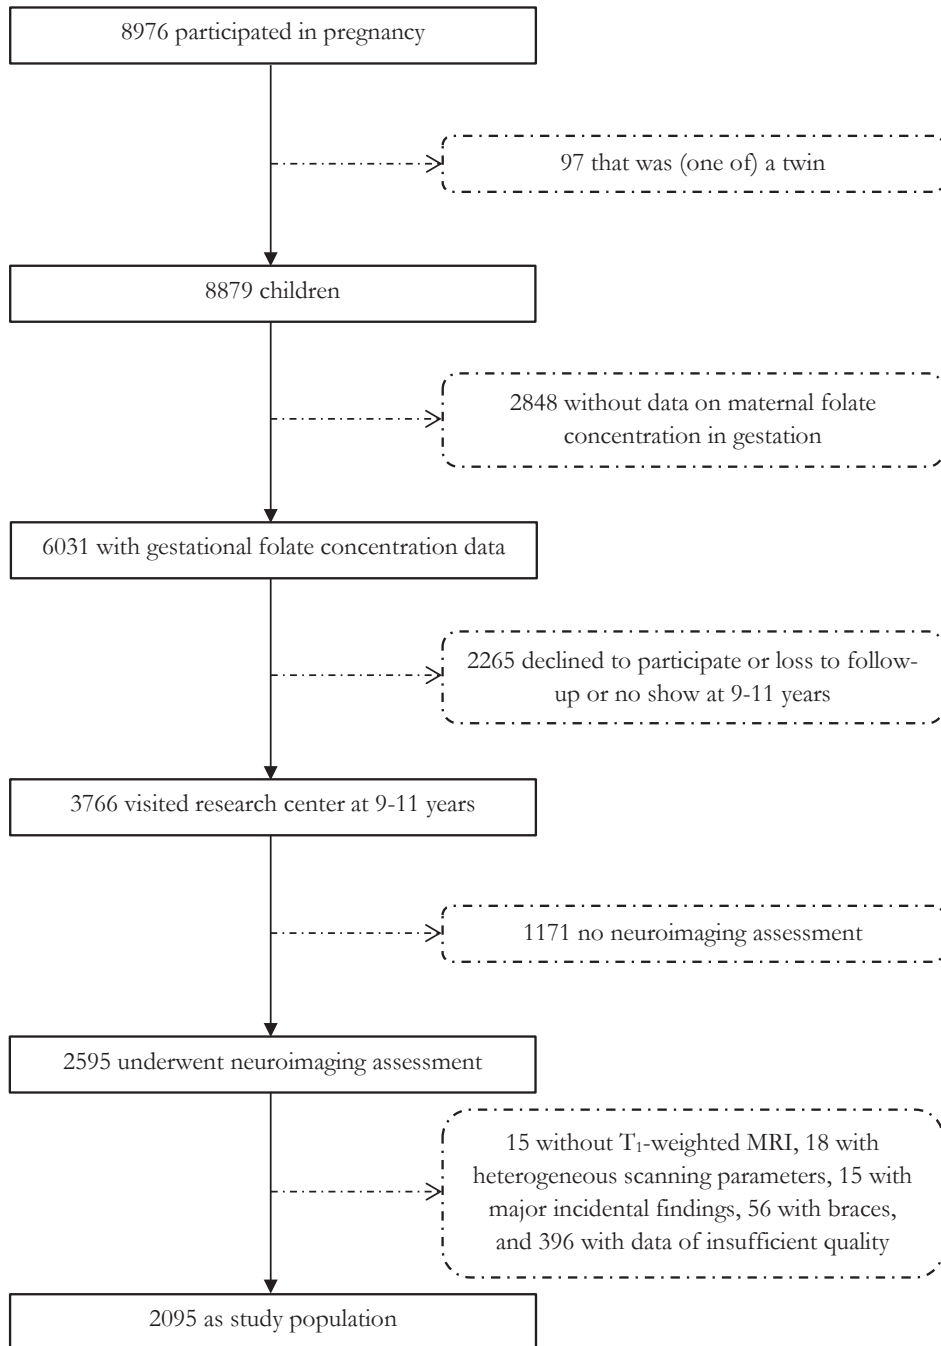 8976 participated in pregnancy
97 that was (one of) a twin
8879 children
2848 without data on maternal folate
concentration in gestation
6031 with gestational folate concentration data
2265 declined to participate or loss to follow-
up or no show at 9-11 years
3766 visited research center at 9-11 years
1171 no neuroimaging assessment
2595 underwent neuroimaging assessment
15 without T₁-weighted MRI, 18 with
heterogeneous scanning parameters, 15 with
major incidental findings, 56 with braces,
and 396 with data of insufficient quality
2095 as study population